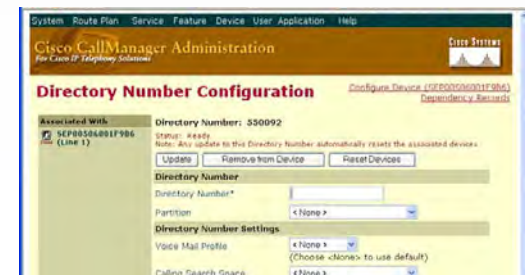 System Route Plan Service Feature Device User Application Help
Cisco CallManager Administration
For Cisco IP Telephony Solutions
Cisco Systems
Directory Number Configuration
Configure Device (SEP00506001F9B6)
Dependency Records
Associated With
SEP00506001F9B6
(Line 1)
Directory Number: 550092
Status: Ready
Note: Any update to this Directory Number automatically resets the associated devices
Update Remove from Device Reset Devices
Directory Number
Directory Number*
Partition < None >
Directory Number Settings
Voice Mail Profile < None >
(Choose <None> to use default)
Calling Search Space < None >